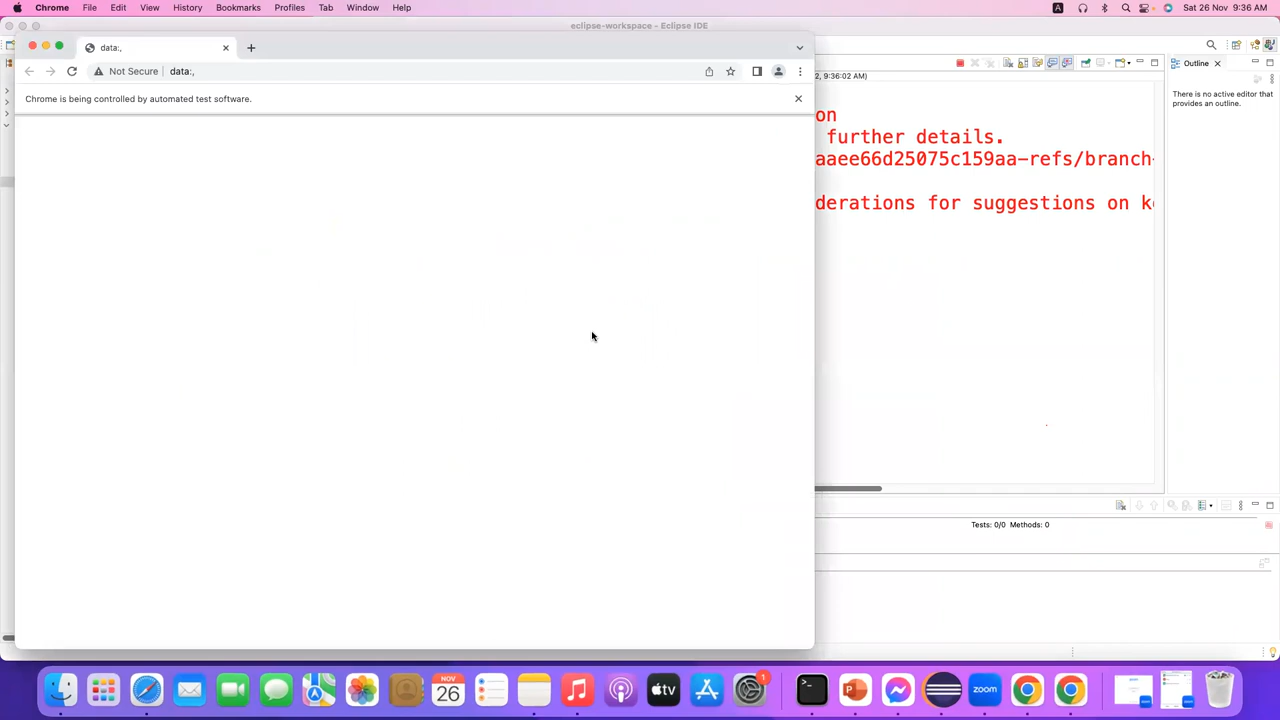 Chrome File Edit View History Bookmarks Profiles Tab Window Help
A Sat 26 Nov 9:36 AM
eclipse-workspace - Eclipse IDE
data:,
Not Secure data:,
Chrome is being controlled by automated test software.
2, 9:36:02 AM)
on
further details.
aaee66d25075c159aa-refs/branch-
derations for suggestions on k
Outline
There is no active editor that
provides an outline.
Tests: 0/0 Methods: 0
NOV
26
tv
1
>_
P
zoom